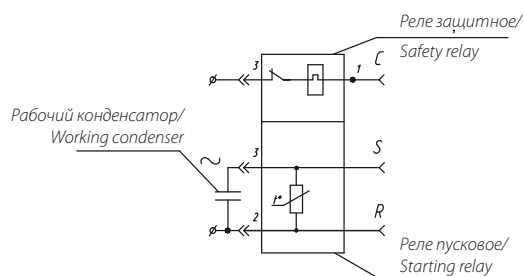 Реле защитное/
Safety relay
3
1
C
Рабочий конденсатор/
Working condenser
3
S
t°
2
R
Реле пусковое/
Starting relay